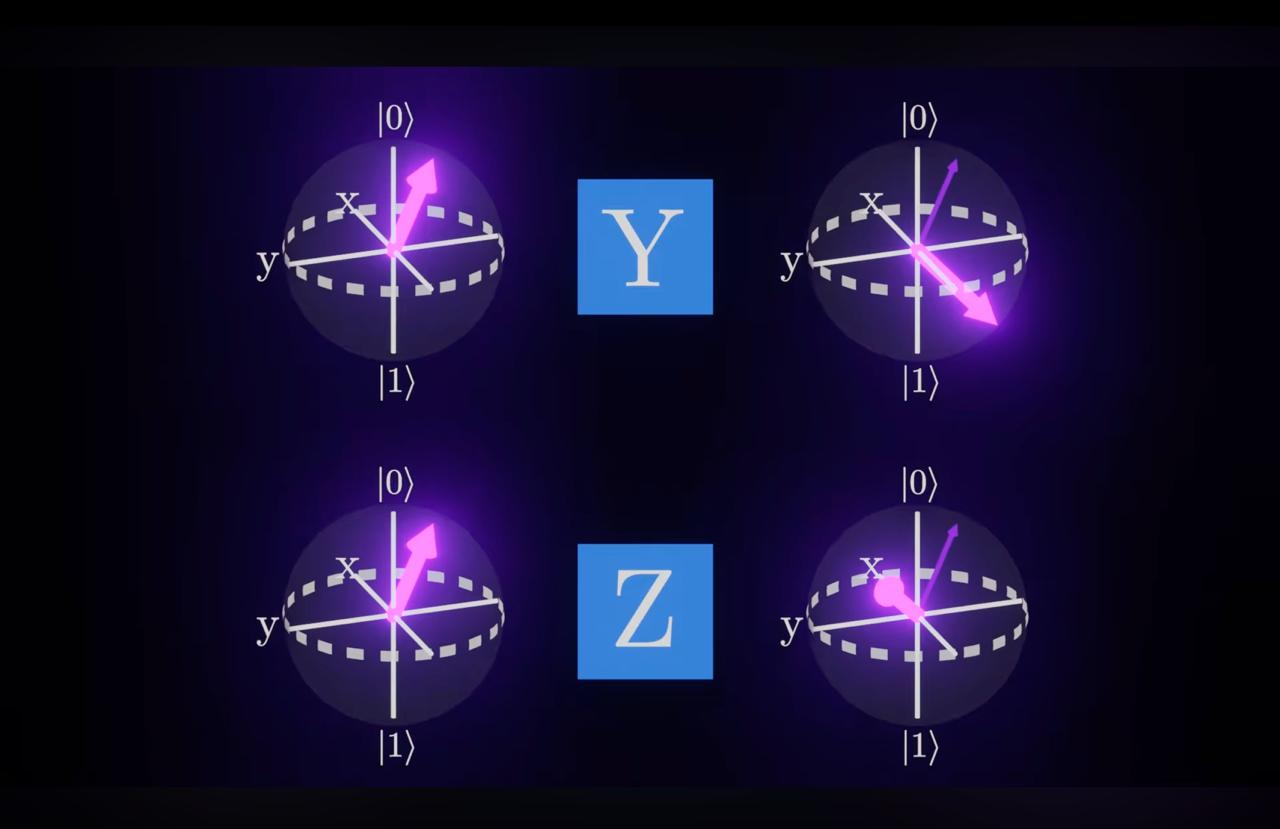 |0⟩ |0⟩
x x
y Y y
|1⟩ |1⟩
|0⟩ |0⟩
x x
y Z y
|1⟩ |1⟩